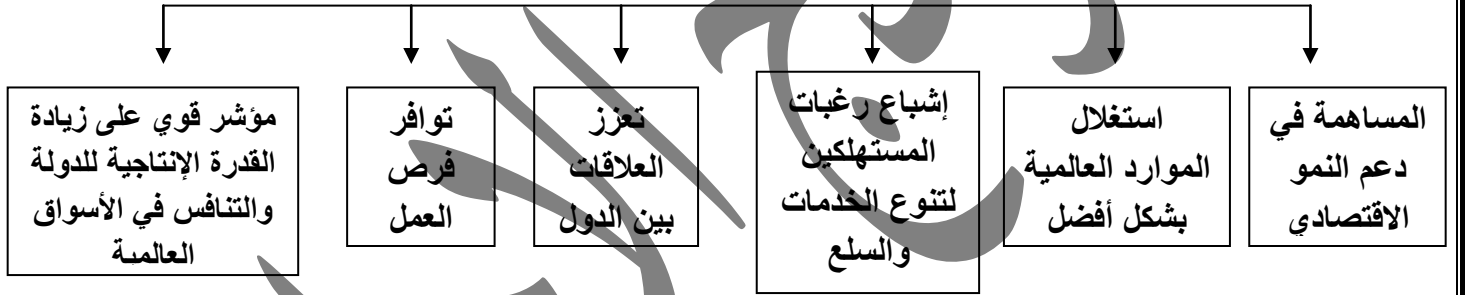 المساهمة في
دعم النمو
الاقتصادي
استغلال
الموارد العالمية
بشكل أفضل
إشباع رغبات
المستهلكين
لتنوع الخدمات
والسلع
تعزز
العلاقات
بين الدول
توافر
فرص
العمل
مؤشر قوي على زيادة
القدرة الإنتاجية للدولة
والتنافس في الأسواق
العالمية